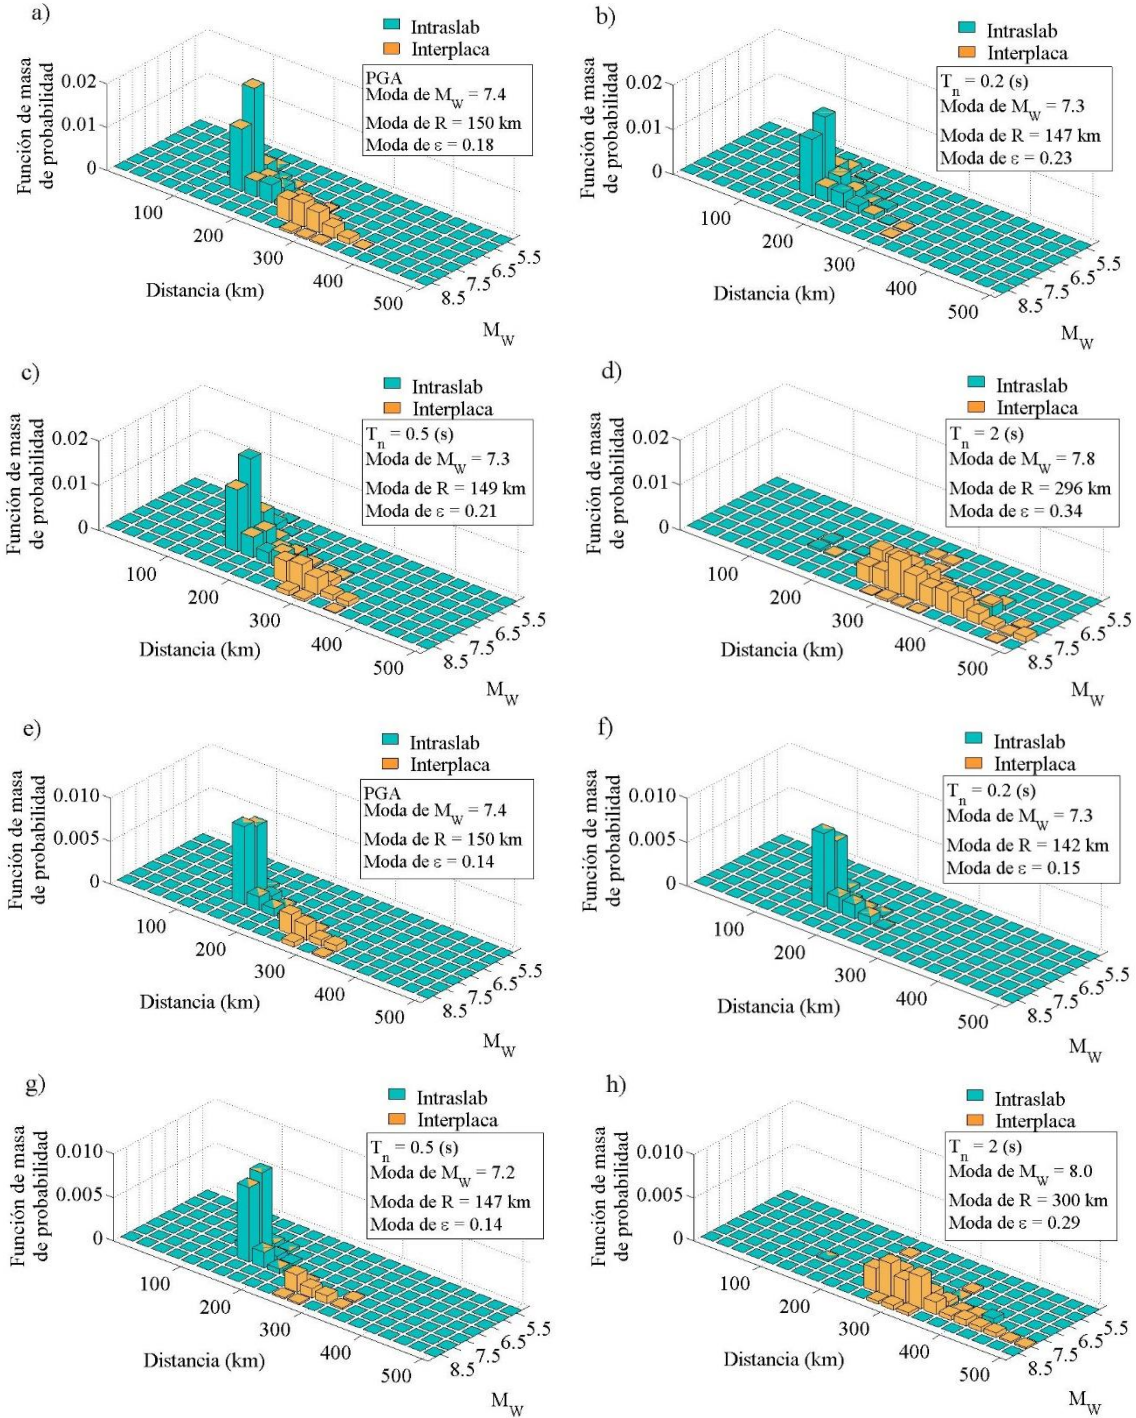 a)
Intraslab
Interplaca
PGA
Moda de M_W = 7.4
Moda de R = 150 km
Moda de ε = 0.18
Función de masa
de probabilidad
0.02
0.01
0
100
200
300
400
500
Distancia (km)
8.5
7.5
6.5
5.5
M_W
b)
Intraslab
Interplaca
T_n = 0.2 (s)
Moda de M_W = 7.3
Moda de R = 147km
Moda de ε = 0.23
Función de masa
de probabilidad
0.02
0.01
0
100
200
300
400
500
Distancia (km)
8.5
7.5
6.5
5.5
M_W
c)
Intraslab
Interplaca
T_n = 0.5 (s)
Moda de M_W = 7.3
Moda de R = 149 km
Moda de ε = 0.21
Función de masa
de probabilidad
0.02
0.01
0
100
200
300
400
500
Distancia (km)
8.5
7.5
6.5
5.5
M_W
d)
Intraslab
Interplaca
T_n = 2 (s)
Moda de M_W = 7.8
Moda de R = 296 km
Moda de ε = 0.34
Función de masa
de probabilidad
0.02
0.01
0
100
200
300
400
500
Distancia (km)
8.5
7.5
6.5
5.5
M_W
e)
Intraslab
Interplaca
PGA
Moda de M_W = 7.4
Moda de R = 150 km
Moda de ε = 0.14
Función de masa
de probabilidad
0.010
0.005
0
100
200
300
400
500
Distancia (km)
8.5
7.5
6.5
5.5
M_W
f)
Intraslab
Interplaca
T_n = 0.2 (s)
Moda de M_W = 7.3
Moda de R = 142 km
Moda de ε = 0.15
Función de masa
de probabilidad
0.010
0.005
0
100
200
300
400
500
Distancia (km)
8.5
7.5
6.5
5.5
M_W
g)
Intraslab
Interplaca
T_n = 0.5 (s)
Moda de M_W = 7.2
Moda de R = 147 km
Moda de ε = 0.14
Función de masa
de probabilidad
0.010
0.005
0
100
200
300
400
500
Distancia (km)
8.5
7.5
6.5
5.5
M_W
h)
Intraslab
Interplaca
T_n = 2 (s)
Moda de M_W = 8.0
Moda de R = 300 km
Moda de ε = 0.29
Función de masa
de probabilidad
0.010
0.005
0
100
200
300
400
500
Distancia (km)
8.5
7.5
6.5
5.5
M_W